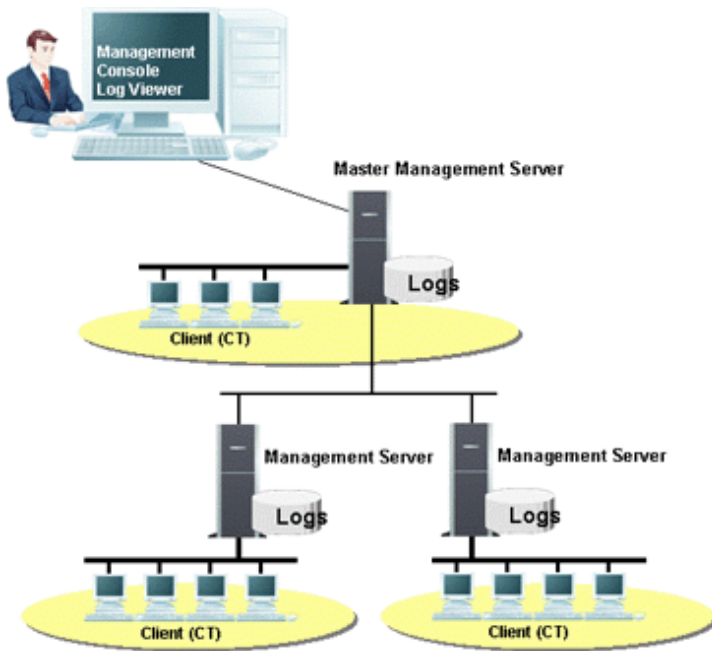 Management
Console
Log Viewer
Master Management Server
Logs
Client (CT)
Management Server
Management Server
Logs
Logs
Client (CT)
Client (CT)